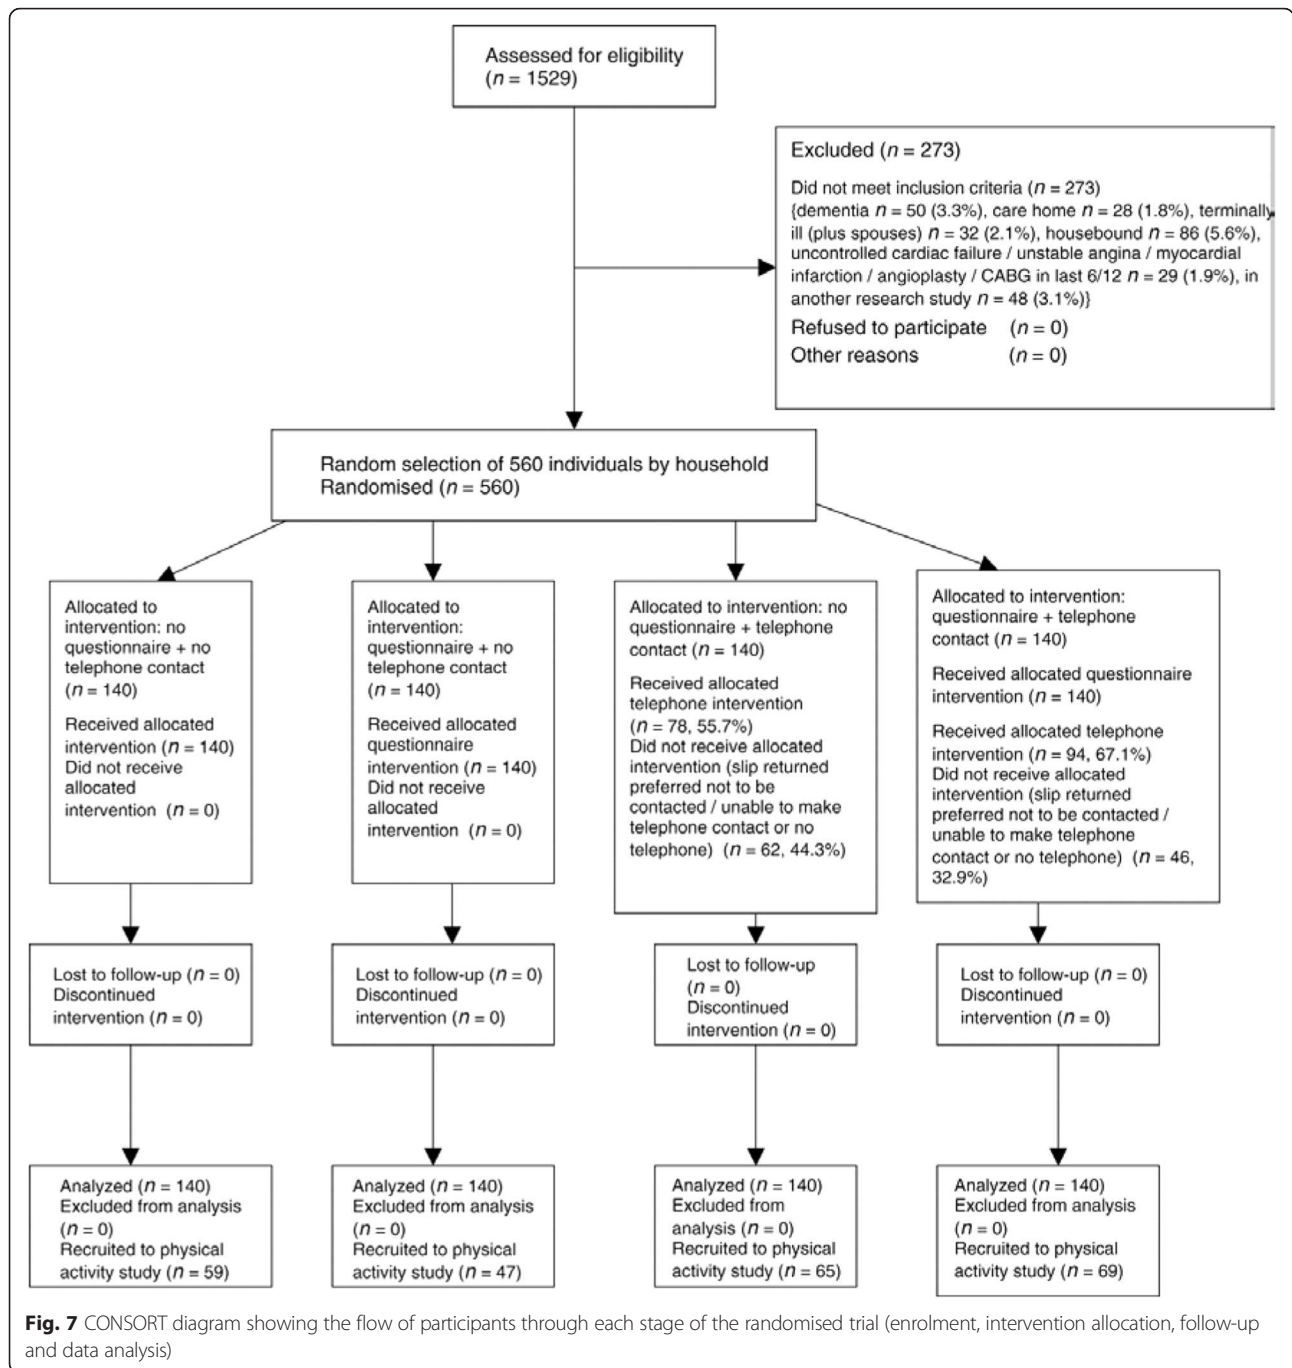 Assessed for eligibility
(n = 1529)
Excluded (n = 273)
Did not meet inclusion criteria (n = 273)
{dementia n = 50 (3.3%), care home n = 28 (1.8%), terminally
ill (plus spouses) n = 32 (2.1%), housebound n = 86 (5.6%),
uncontrolled cardiac failure / unstable angina / myocardial
infarction / angioplasty / CABG in last 6/12 n = 29 (1.9%), in
another research study n = 48 (3.1%)}
Refused to participate (n = 0)
Other reasons (n = 0)
Random selection of 560 individuals by household
Randomised (n = 560)
Allocated to
intervention: no
questionnaire + no
telephone contact
(n = 140)
Received allocated
intervention (n = 140)
Did not receive
allocated
intervention (n = 0)
Allocated to
intervention:
questionnaire + no
telephone contact
(n = 140)
Received allocated
questionnaire
intervention (n = 140)
Did not receive
allocated
intervention (n = 0)
Allocated to intervention: no
questionnaire + telephone
contact (n = 140)
Received allocated
telephone intervention
(n = 78, 55.7%)
Did not receive allocated
intervention (slip returned
preferred not to be
contacted / unable to make
telephone contact or no
telephone) (n = 62, 44.3%)
Allocated to intervention:
questionnaire + telephone
contact (n = 140)
Received allocated questionnaire
intervention (n = 140)
Received allocated telephone
intervention (n = 94, 67.1%)
Did not receive allocated
intervention (slip returned
preferred not to be contacted /
unable to make telephone
contact or no telephone) (n = 46,
32.9%)
Lost to follow-up (n = 0)
Discontinued
intervention (n = 0)
Lost to follow-up (n = 0)
Discontinued
intervention (n = 0)
Lost to follow-up
(n = 0)
Discontinued
intervention (n = 0)
Lost to follow-up (n = 0)
Discontinued
intervention (n = 0)
Analyzed (n = 140)
Excluded from analysis
(n = 0)
Recruited to physical
activity study (n = 59)
Analyzed (n = 140)
Excluded from analysis
(n = 0)
Recruited to physical
activity study (n = 47)
Analyzed (n = 140)
Excluded from
analysis (n = 0)
Recruited to physical
activity study (n = 65)
Analyzed (n = 140)
Excluded from analysis
(n = 0)
Recruited to physical
activity study (n = 69)
Fig. 7 CONSORT diagram showing the flow of participants through each stage of the randomised trial (enrolment, intervention allocation, follow-up
and data analysis)